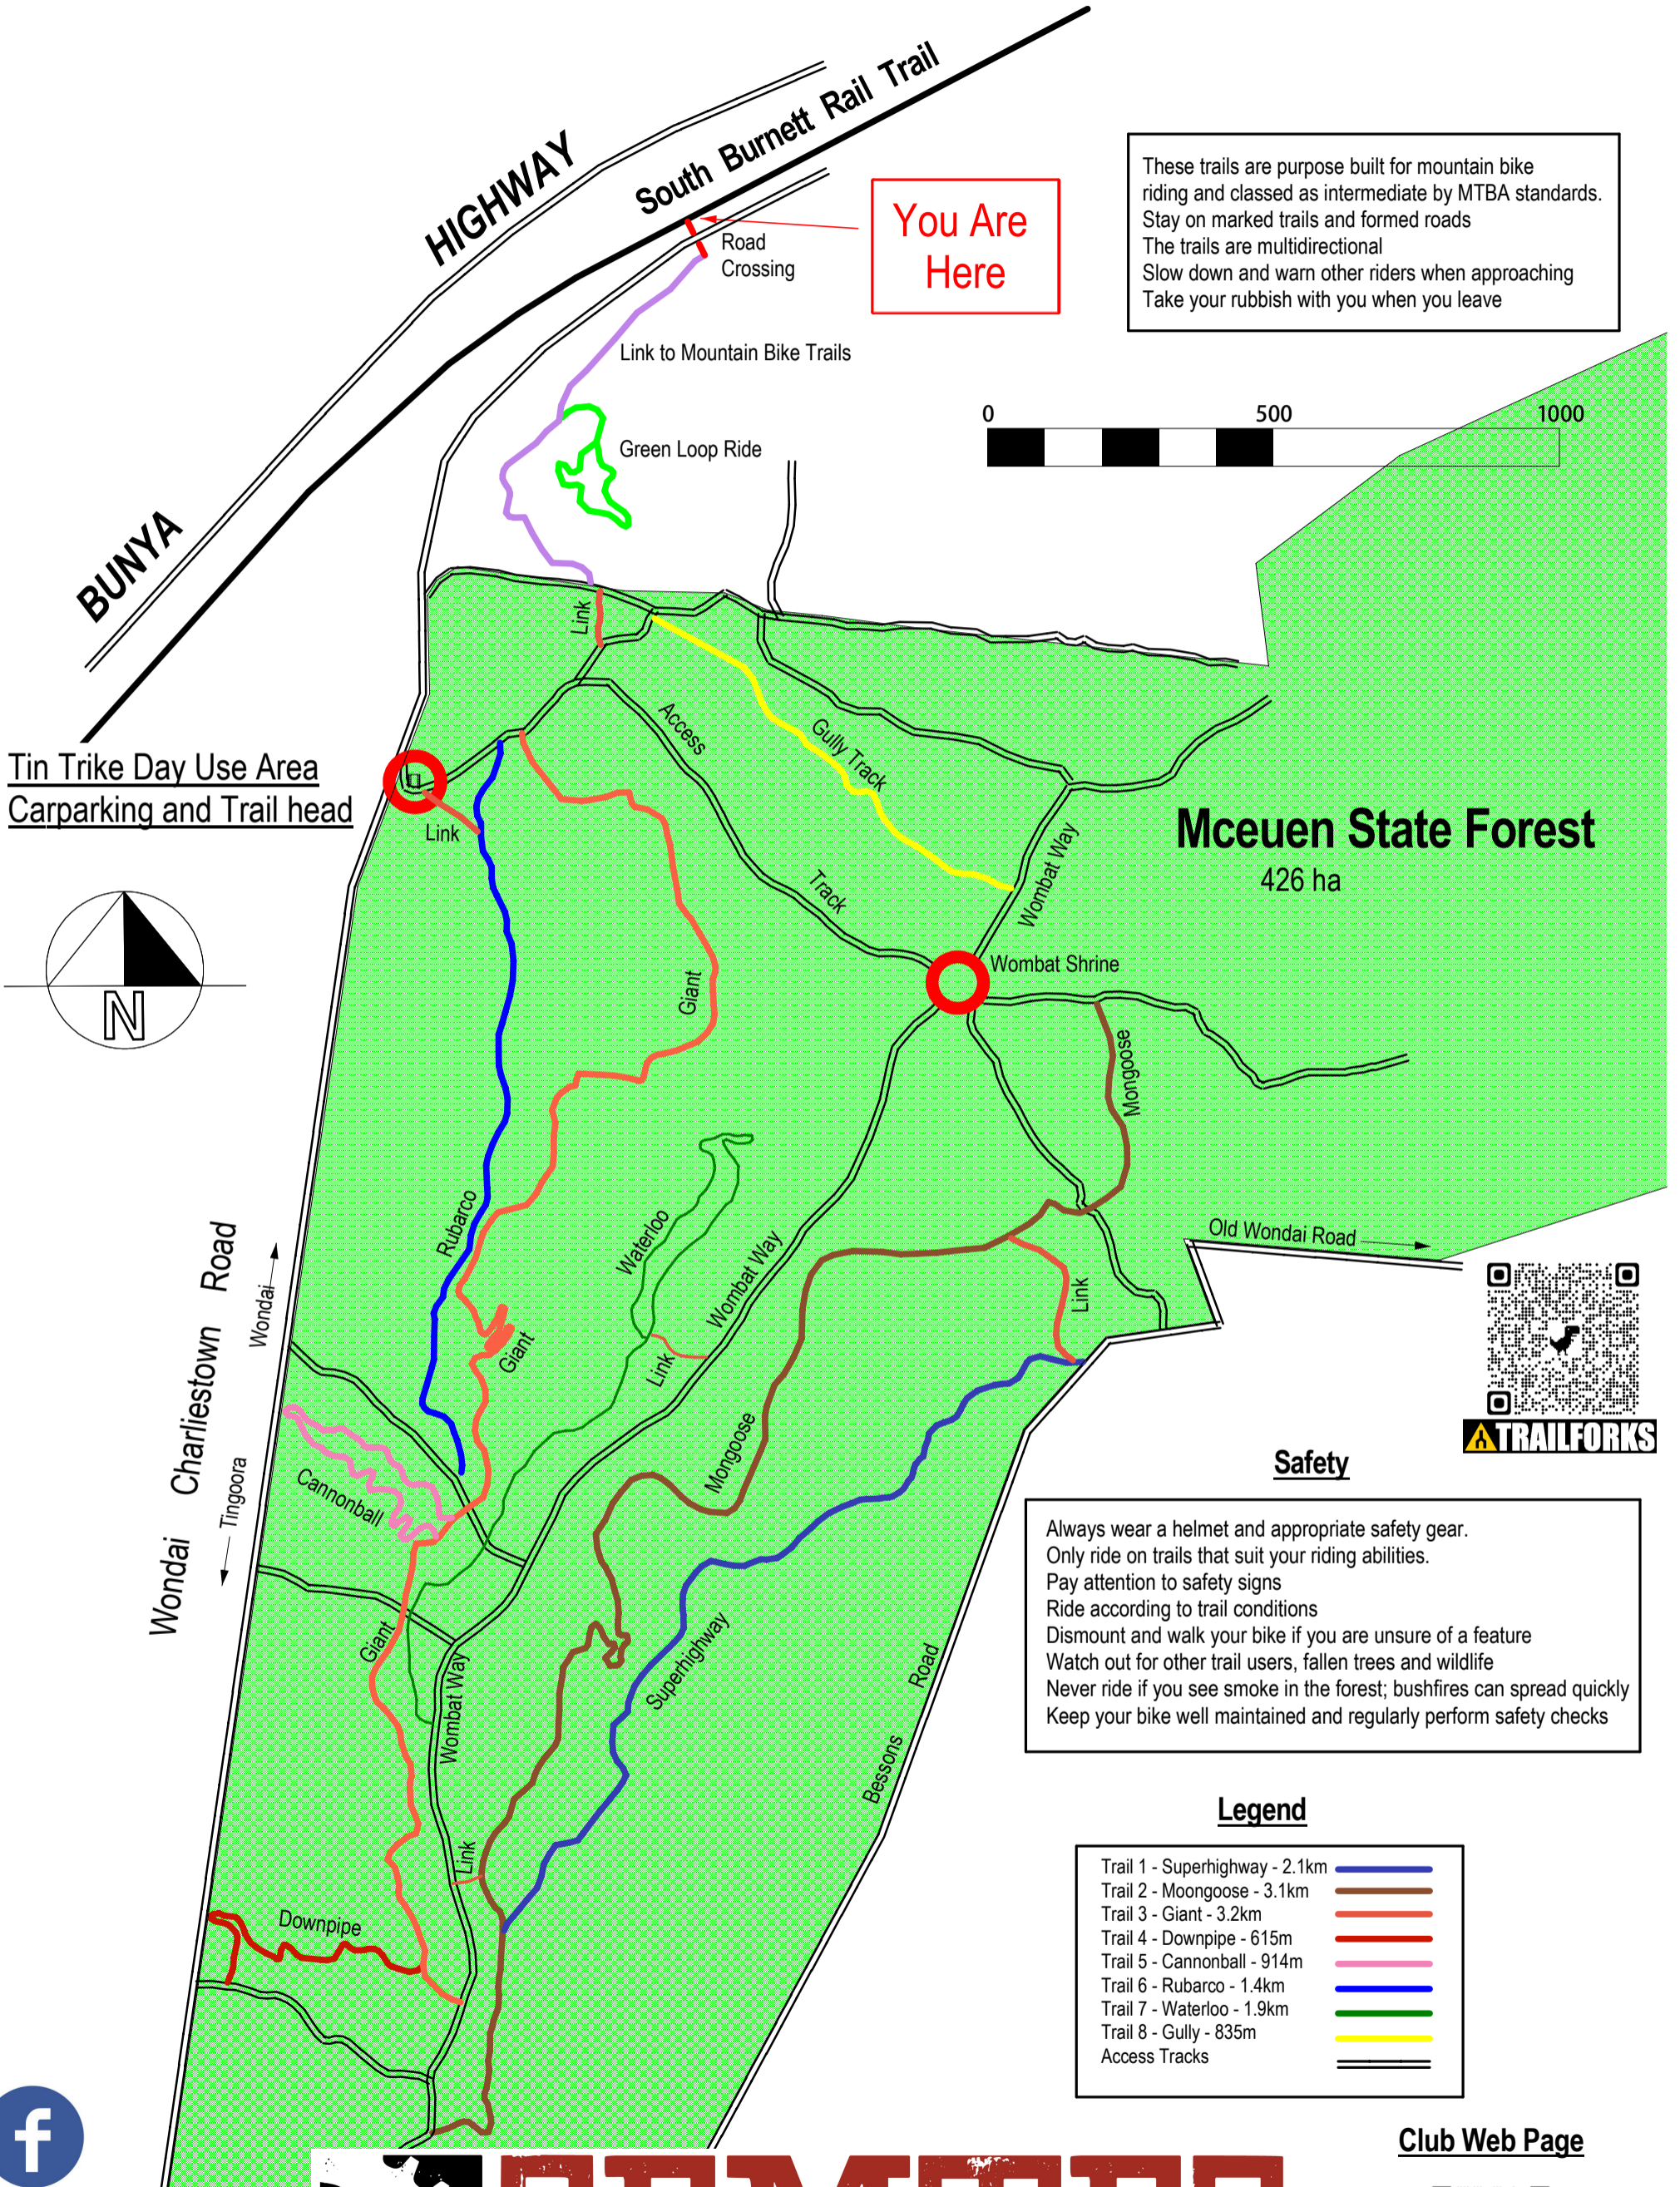 BUNYA HIGHWAY
South Burnett Rail Trail
You Are
Here
Road
Crossing
Link to Mountain Bike Trails
Green Loop Ride
These trails are purpose built for mountain bike
riding and classed as intermediate by MTBA standards.
Stay on marked trails and formed roads
The trails are multidirectional
Slow down and warn other riders when approaching
Take your rubbish with you when you leave
0 500 1000
Link
Access
Track
Gully Track
Tin Trike Day Use Area
Carparking and Trail head
Link
Mceuen State Forest
426 ha
Wombat Way
Wombat Shrine
N
Giant
Mongoose
Rubarco
Waterloo
Wombat Way
Old Wondai Road
Link
Link
Giant
Wondai Charliestown Road
Wondai
Tingoora
Cannonball
Mongoose
TRAILFORKS
Safety
Always wear a helmet and appropriate safety gear.
Only ride on trails that suit your riding abilities.
Pay attention to safety signs
Ride according to trail conditions
Dismount and walk your bike if you are unsure of a feature
Watch out for other trail users, fallen trees and wildlife
Never ride if you see smoke in the forest; bushfires can spread quickly
Keep your bike well maintained and regularly perform safety checks
Giant
Wombat Way
Superhighway
Bessons Road
Link
Downpipe
Legend
Trail 1 - Superhighway - 2.1km
Trail 2 - Moongoose - 3.1km
Trail 3 - Giant - 3.2km
Trail 4 - Downpipe - 615m
Trail 5 - Cannonball - 914m
Trail 6 - Rubarco - 1.4km
Trail 7 - Waterloo - 1.9km
Trail 8 - Gully - 835m
Access Tracks
f
Club Web Page